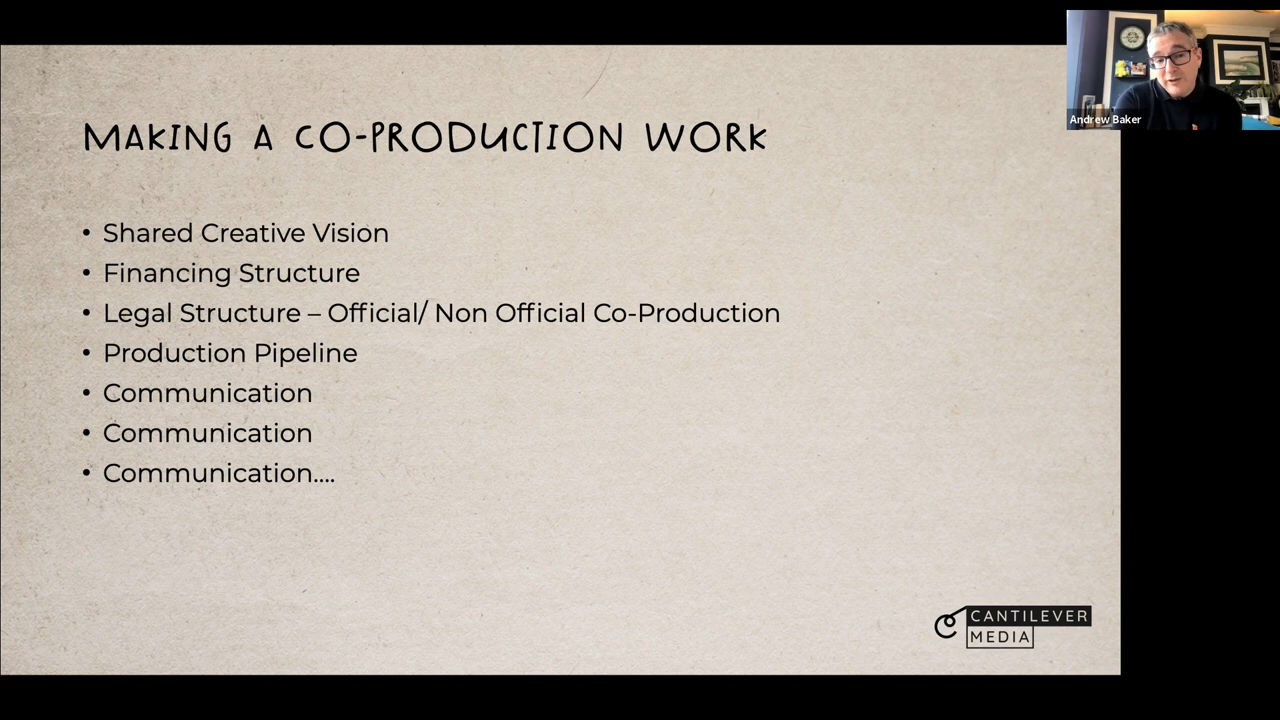 MAKING A CO-PRODUCTION WORK
• Shared Creative Vision
• Financing Structure
• Legal Structure – Official/ Non Official Co-Production
• Production Pipeline
• Communication
• Communication
• Communication....
CANTILEVER
MEDIA
Andrew Baker